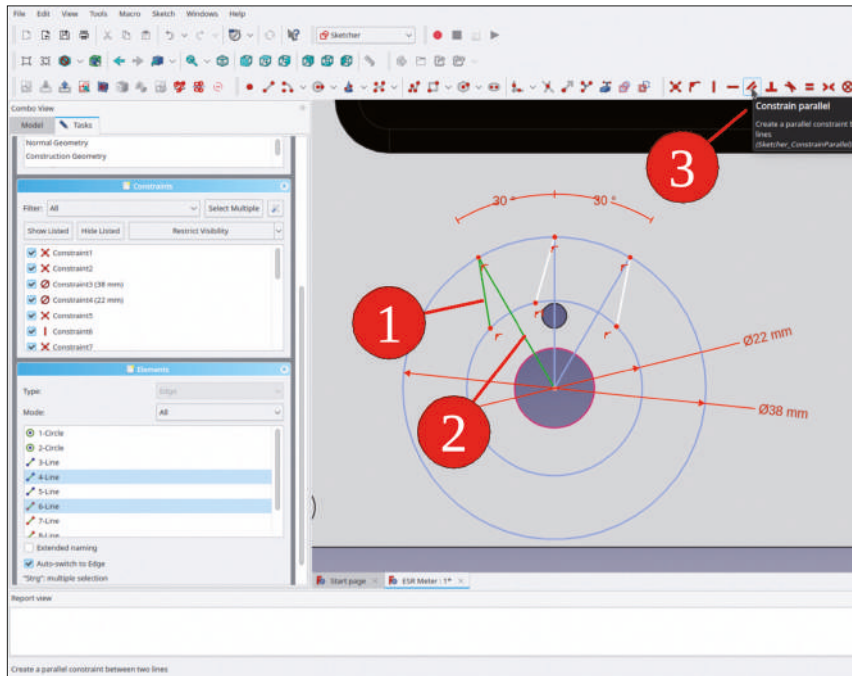 File Edit View Tools Macro Sketch Windows Help
Sketcher
Combo View
Model Tasks
Constrain parallel
Create a parallel constraint
lines
(Sketcher_ConstrainParallel)
3
Normal Geometry
Construction Geometry
Constraints
Filter: All Select Multiple
Show Listed Hide Listed Restrict Visibility
Constraint1
Constraint2
Constraint3 (38 mm)
Constraint4 (22 mm)
Constraint5
Constraint6
Constraint7
30 ° 30 °
1
2
Ø22 mm
Ø38 mm
Elements
Type: Edge
Mode: All
1-Circle
2-Circle
3-Line
4-Line
5-Line
6-Line
7-Line
8-Line
Extended naming
Auto-switch to Edge
"Strg": multiple selection
Start page ESR Meter : 1*
Report view
Create a parallel constraint between two lines